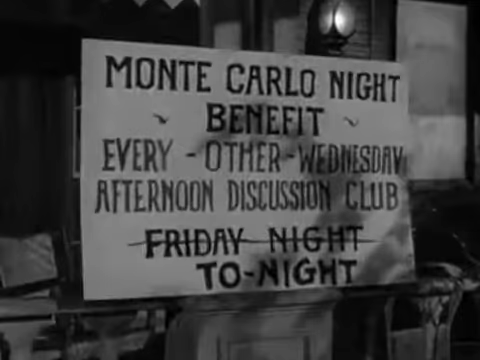 MONTE CARLO NIGHT
BENEFIT
EVERY - OTHER - WEDNESDAY
AFTERNOON DISCUSSION CLUB
FRIDAY NIGHT
TO-NIGHT